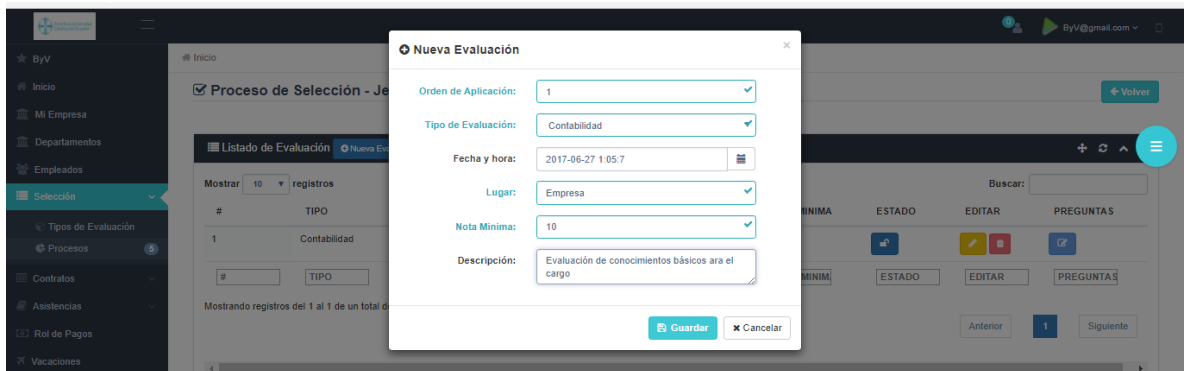 ByV@gmail.com
ByV
Inicio
Mi Empresa
Departamentos
Empleados
Selección
Tipos de Evaluación
Procesos 5
Contratos
Asistencias
Rol de Pagos
Vacaciones
Inicio
Proceso de Selección - Je
Volver
Listado de Evaluación Nueva Eva
Mostrar 10 registros
Buscar:
# TIPO MINIMA ESTADO EDITAR PREGUNTAS
1 Contabilidad
# TIPO MINIM ESTADO EDITAR PREGUNTAS
Mostrando registros del 1 al 1 de un total de
Anterior 1 Siguiente
Nueva Evaluación
Orden de Aplicación: 1
Tipo de Evaluación: Contabilidad
Fecha y hora: 2017-06-27 1:05:7
Lugar: Empresa
Nota Minima: 10
Descripción: Evaluación de conocimientos básicos ara el
cargo
Guardar Cancelar